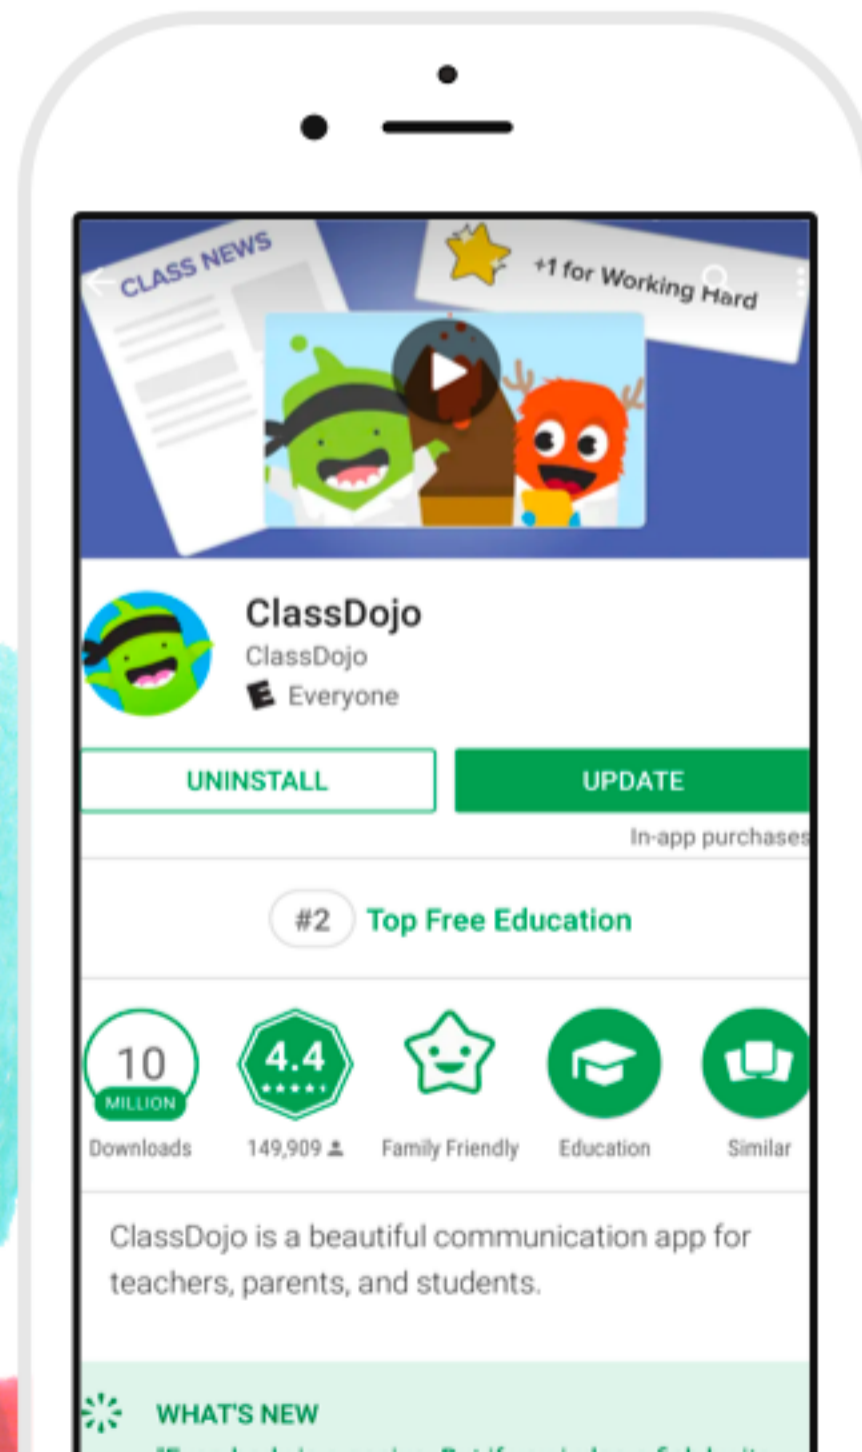 CLASS NEWS
+1 for Working Hard
ClassDojo
ClassDojo
E Everyone
UNINSTALL
UPDATE
In-app purchases
#2 Top Free Education
10
MILLION
Downloads
4.4
149,909
Family Friendly
Education
Similar
ClassDojo is a beautiful communication app for
teachers, parents, and students.
WHAT'S NEW